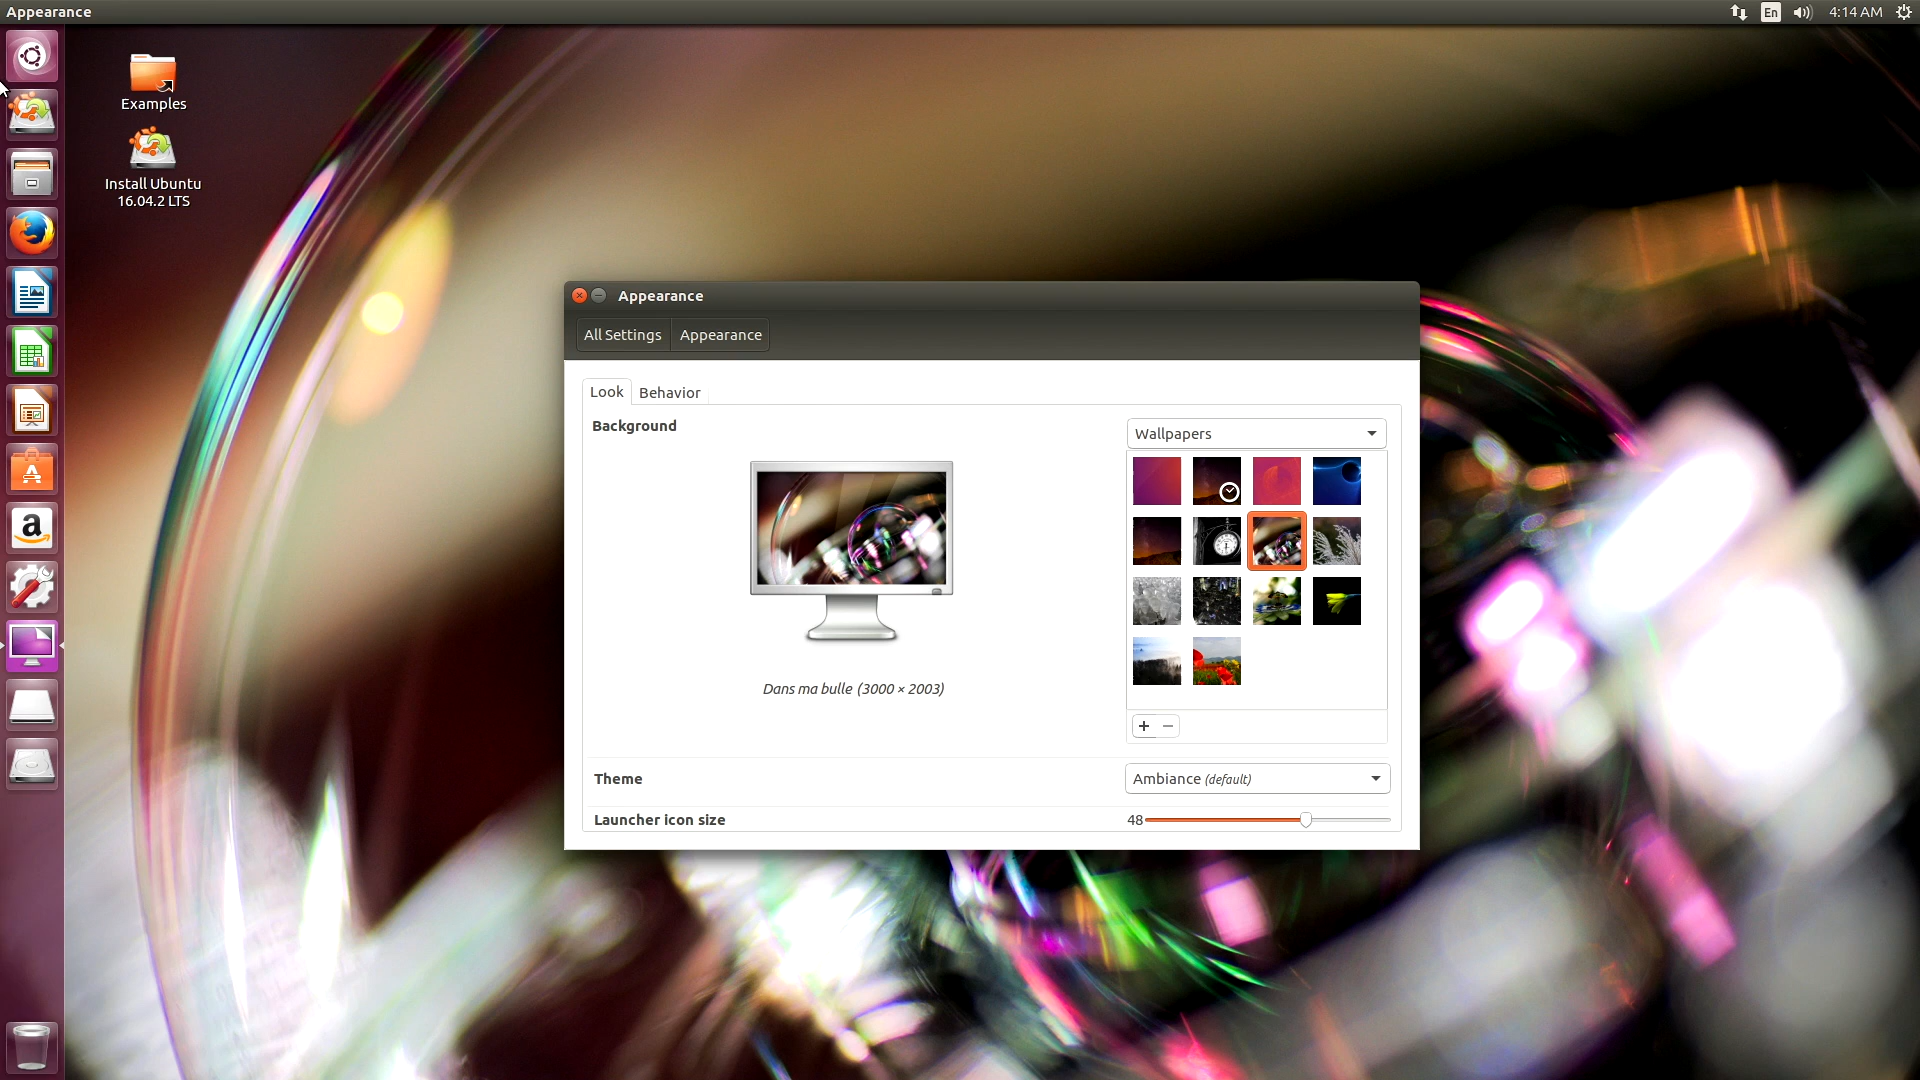 Appearance
En
4:14 AM
Examples
Install Ubuntu
16.04.2 LTS
Appearance
All Settings
Appearance
Look
Behavior
Background
Wallpapers
Dans ma bulle (3000 × 2003)
Theme
Ambiance (default)
Launcher icon size
48